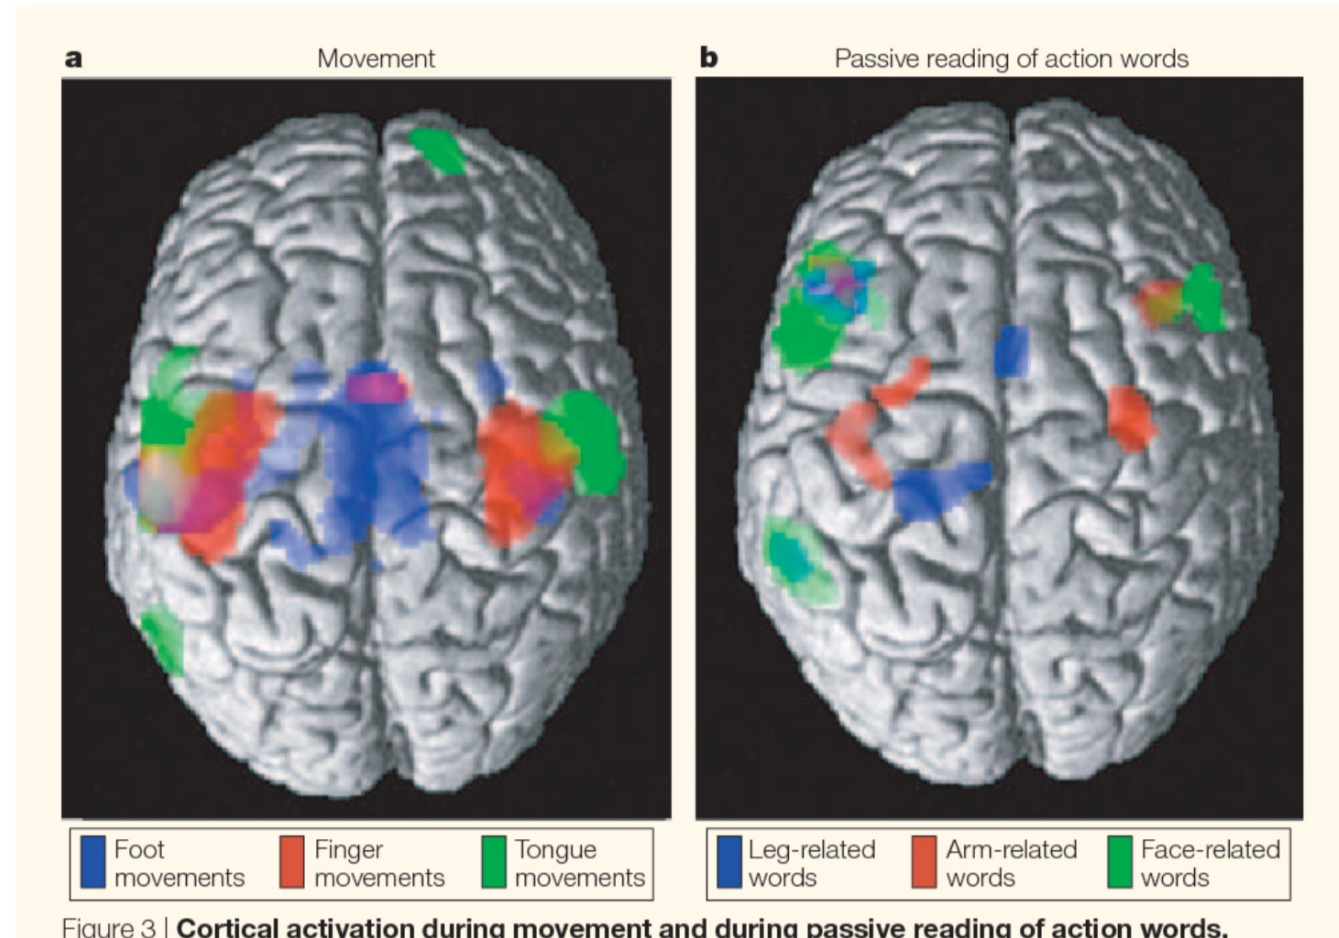 a Movement
b Passive reading of action words
Foot movements
Finger movements
Tongue movements
Leg-related words
Arm-related words
Face-related words
Figure 3 | Cortical activation during movement and during passive reading of action words.